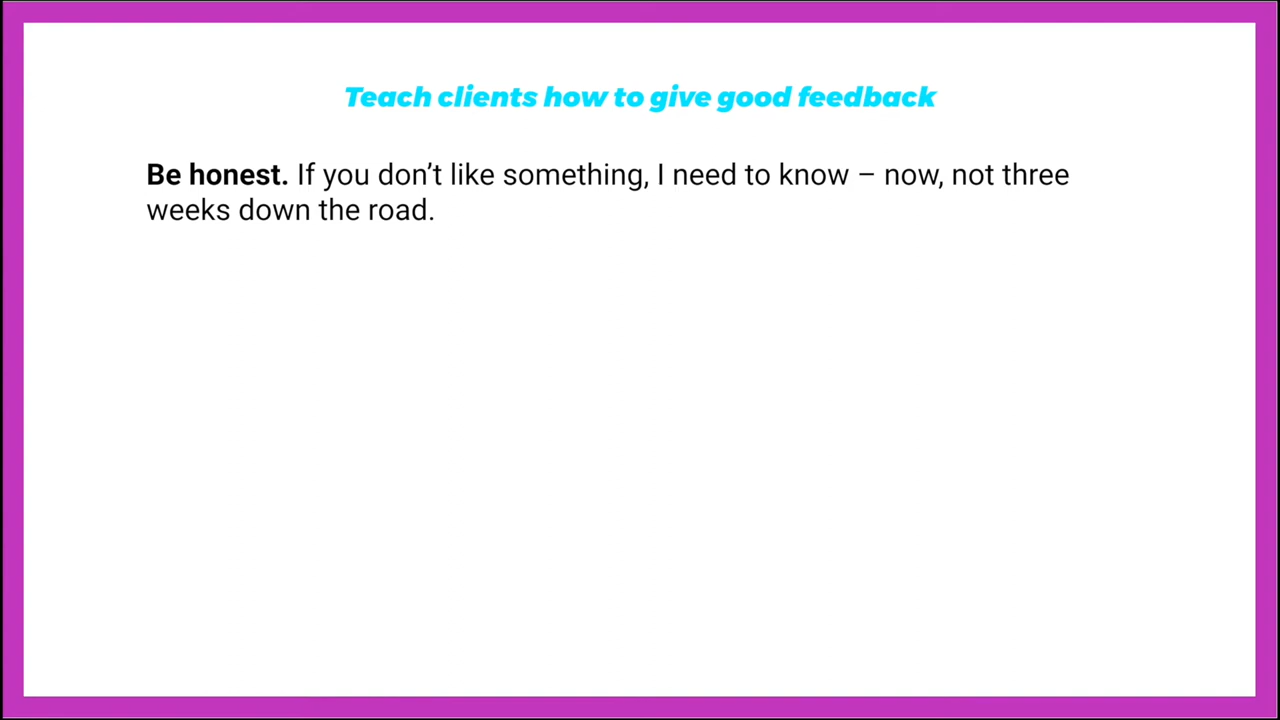 Teach clients how to give good feedback
Be honest. If you don’t like something, I need to know – now, not three
weeks down the road.